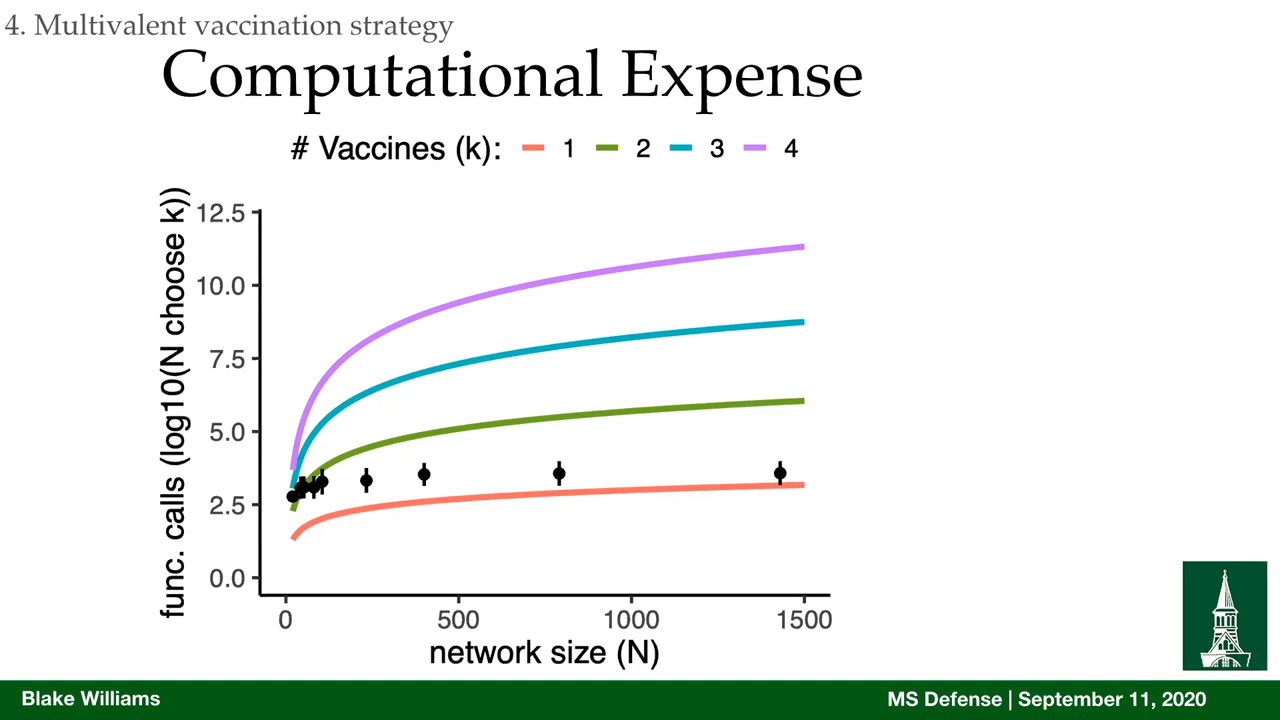 4. Multivalent vaccination strategy
Computational Expense
# Vaccines (k): 1 2 3 4
func. calls (log10(N choose k))
12.5
10.0
7.5
5.0
2.5
0.0
0 500 1000 1500
network size (N)
Blake Williams
MS Defense | September 11, 2020